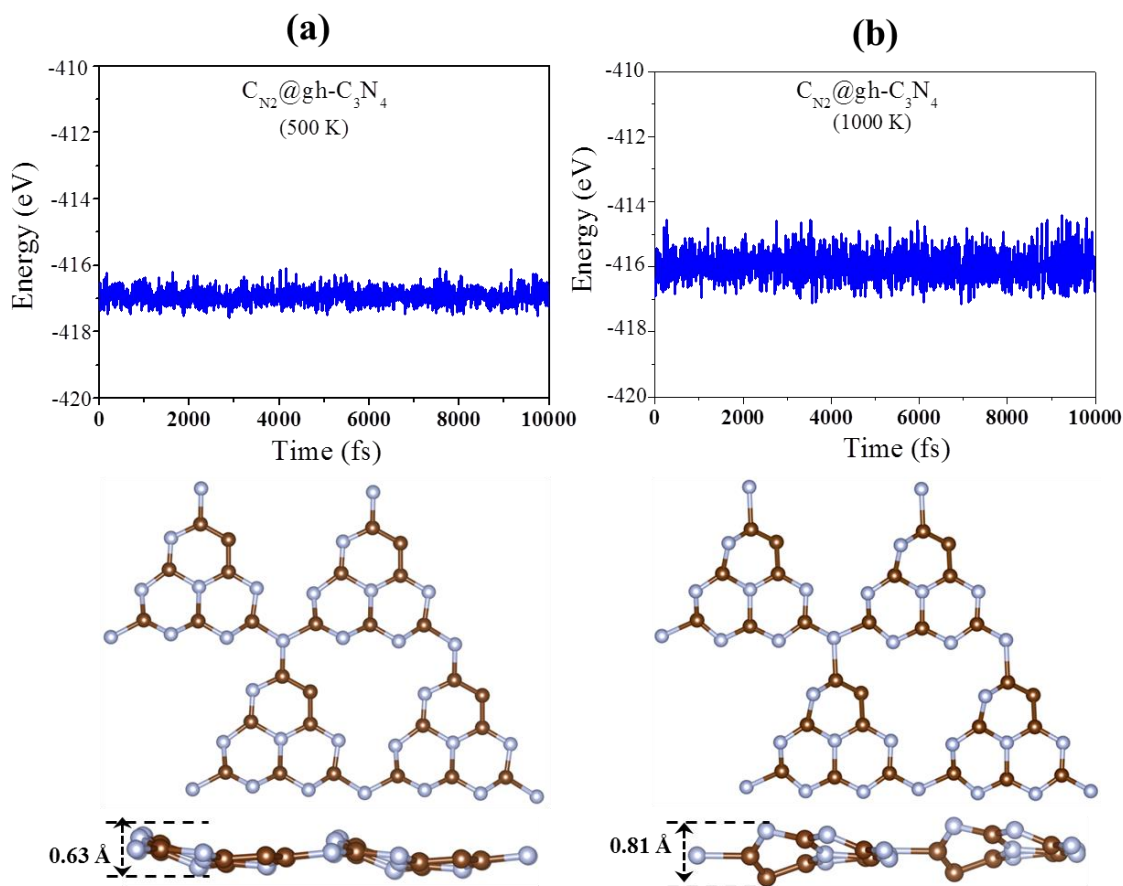 (a)
-410
-412
-414
-416
-418
-420
Energy (eV)
C_N2@gh-C₃N₄
(500 K)
0 2000 4000 6000 8000 10000
Time (fs)
0.63 Å
(b)
-410
-412
-414
-416
-418
-420
Energy (eV)
C_N2@gh-C₃N₄
(1000 K)
0 2000 4000 6000 8000 10000
Time (fs)
0.81 Å